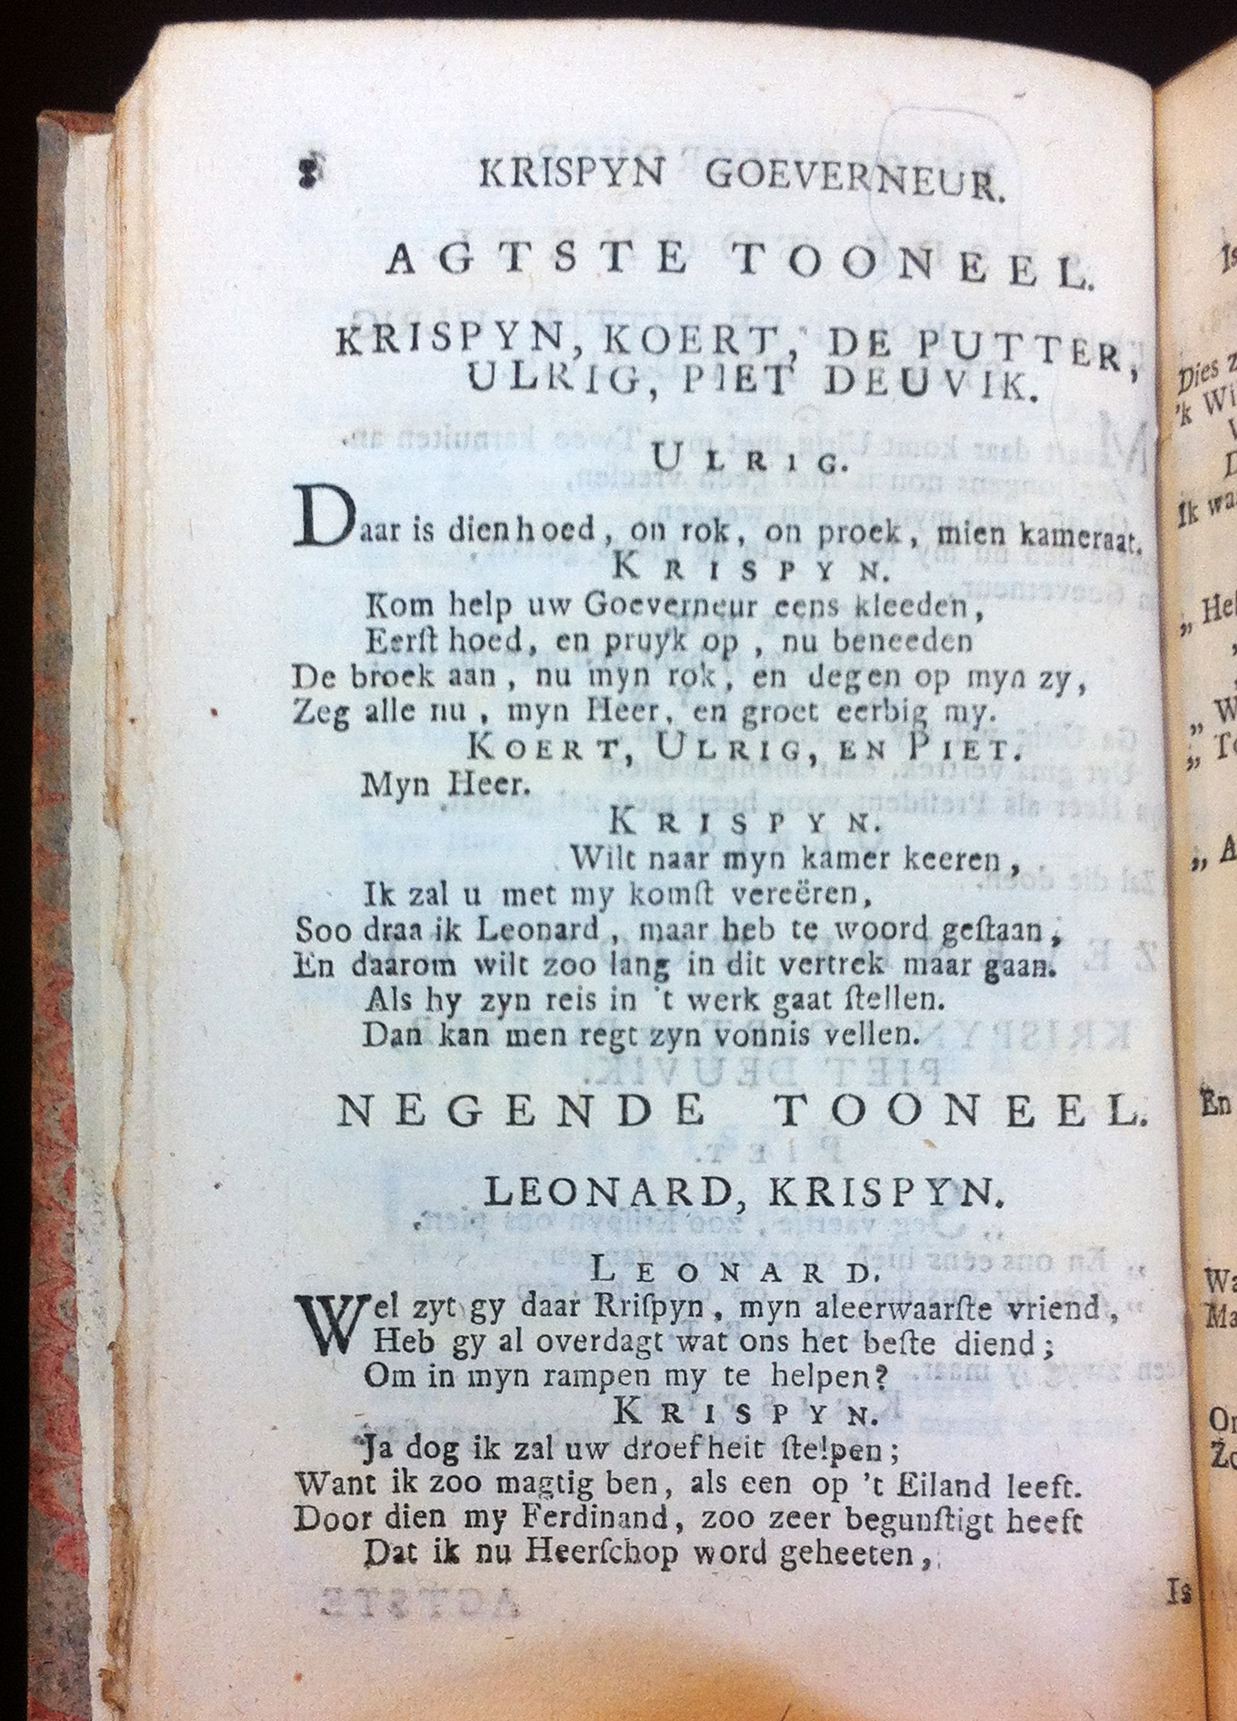 8 KRISPYN GOEVERNEUR.
AGTSTE TOONEEL.
KRISPYN, KOERT, DE PUTTER,
ULRIG, PIET DEUVIK.
ULRIG.
Daar is dien hoed, on rok, on proek, mien kameraat.
KRISPYN.
Kom help uw Goeverneur eens kleeden,
Eerſt hoed, en pruyk op, nu beneeden
De broek aan, nu myn rok, en degen op myn zy,
Zeg alle nu, myn Heer, en groet eerbig my.
KOERT, ULRIG, EN PIET.
Myn Heer.
KRISPYN.
Wilt naar myn kamer keeren,
Ik zal u met my komſt vereëren,
Soo draa ik Leonard, maar heb te woord geſtaan,
En daarom wilt zoo lang in dit vertrek maar gaan.
Als hy zyn reis in 't werk gaat ſtellen.
Dan kan men regt zyn vonnis vellen.
NEGENDE TOONEEL.
LEONARD, KRISPYN.
LEONARD.
Wel zyt gy daar Rriſpyn, myn aleerwaarſte vriend,
Heb gy al overdagt wat ons het beſte diend;
Om in myn rampen my te helpen?
KRISPYN.
Ja dog ik zal uw droefheit ſtelpen;
Want ik zoo magtig ben, als een op 't Eiland leeft.
Door dien my Ferdinand, zoo zeer begunſtigt heeft
Dat ik nu Heerſchop word geheeten,
Is